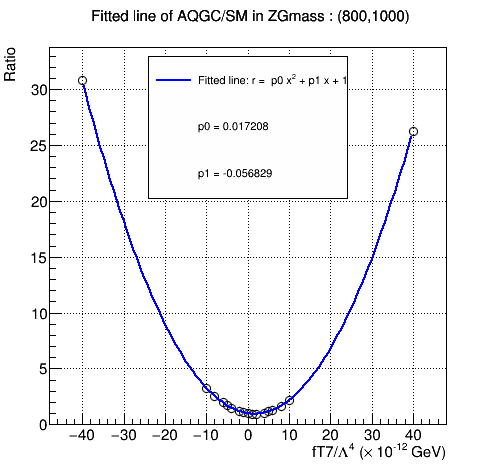 Fitted line of AQGC/SM in ZGmass : (800,1000)
Ratio
Fitted line: r = p0 x² + p1 x + 1
p0 = 0.017208
p1 = -0.056829
30
25
20
15
10
5
0
−40 −30 −20 −10 0 10 20 30 40
fT7/Λ⁴ (× 10⁻¹² GeV)